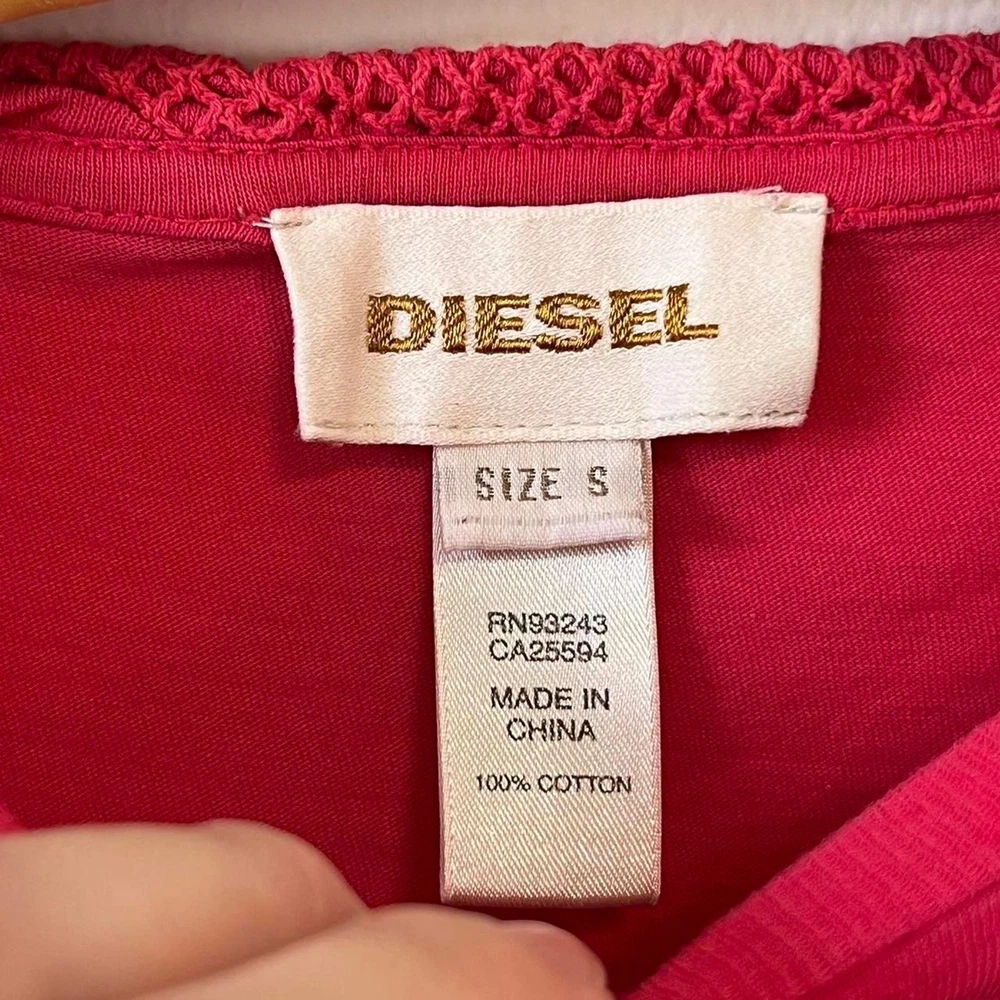 DIESEL
SIZE S
RN93243
CA25594
MADE IN
CHINA
100% COTTON